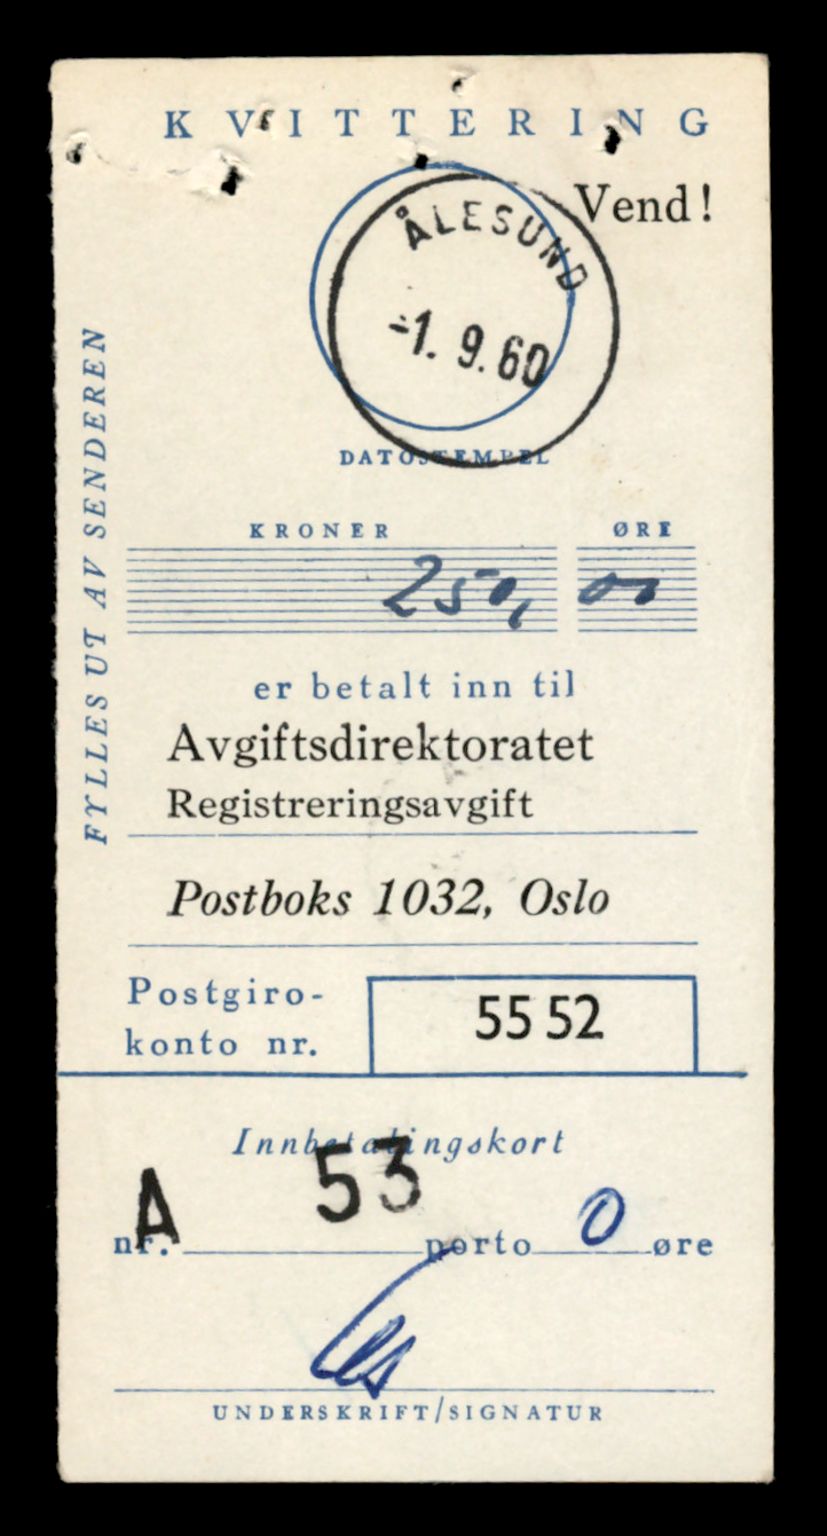 KVITTERING
Vend!
ÅLESUND
-1. 9. 60
DATOSTEMPEL
FYLLES UT AV SENDEREN
KRONER ØRE
250, 00
er betalt inn til
Avgiftsdirektoratet
Registreringsavgift
Postboks 1032, Oslo
Postgiro-
konto nr. 55 52
Innbetalingskort
nr. A 53 porto 0 øre
UNDERSKRIFT/SIGNATUR